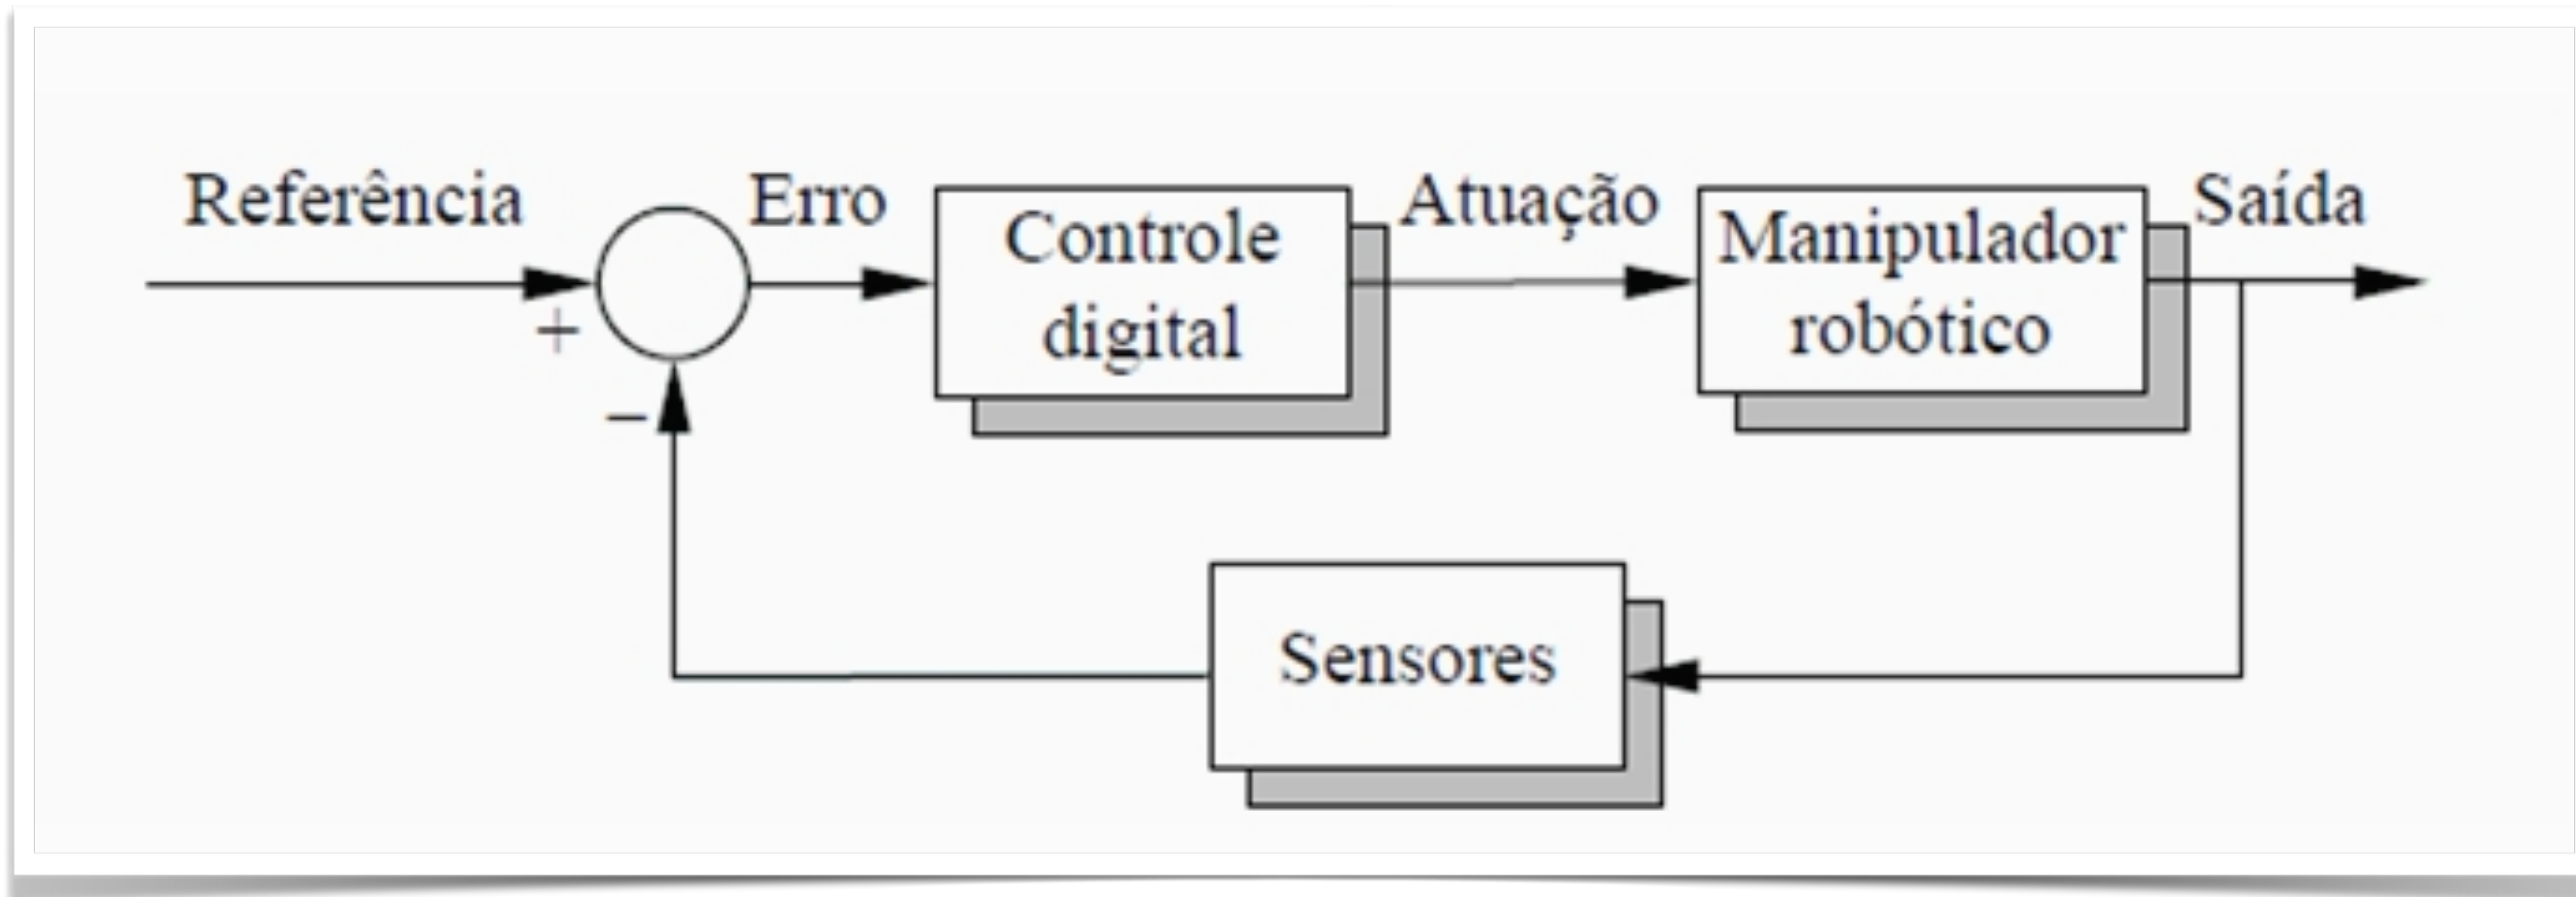 Referência
Erro
Controle
digital
Atuação
Manipulador
robótico
Saída
+
−
Sensores